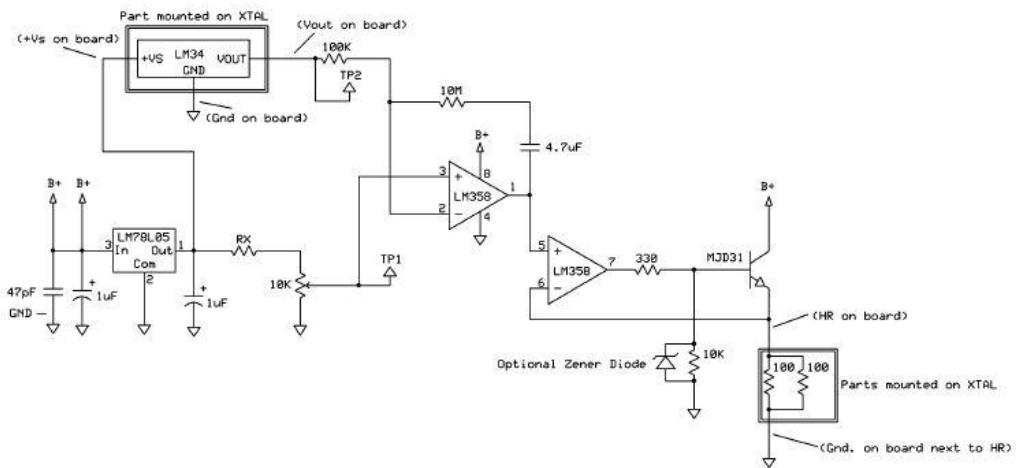 Part mounted on XTAL
(+Vs on board)
(Vout on board)
+VS
LM34
VOUT
GND
100K
TP2
(Gnd on board)
10M
4.7uF
B+
3
+
8
LM358
1
2
−
4
B+
B+
LM78L05
3
In
Out
1
Com
2
47pF
GND
+
1uF
+
1uF
RX
10K
TP1
5
+
LM358
7
6
−
330
MJD31
B+
(HR on board)
Optional Zener Diode
10K
100
100
Parts mounted on XTAL
(Gnd. on board next to HR)